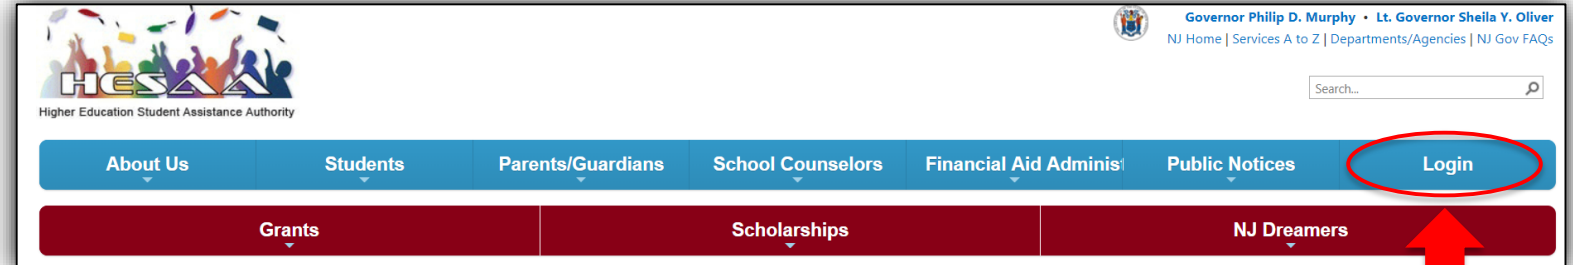 HESAA
Higher Education Student Assistance Authority
Governor Philip D. Murphy • Lt. Governor Sheila Y. Oliver
NJ Home | Services A to Z | Departments/Agencies | NJ Gov FAQs
Search...
About Us Students Parents/Guardians School Counselors Financial Aid Administ Public Notices Login
Grants Scholarships NJ Dreamers